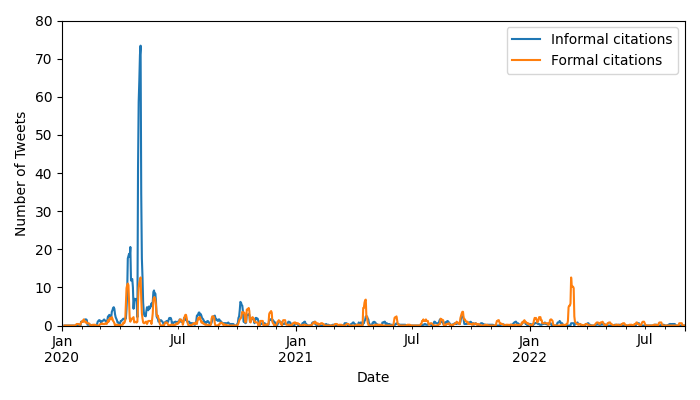 80
70
60
50
40
30
20
10
0
Number of Tweets
Informal citations
Formal citations
Jan
2020
Jul
Jan
2021
Jul
Jan
2022
Jul
Date